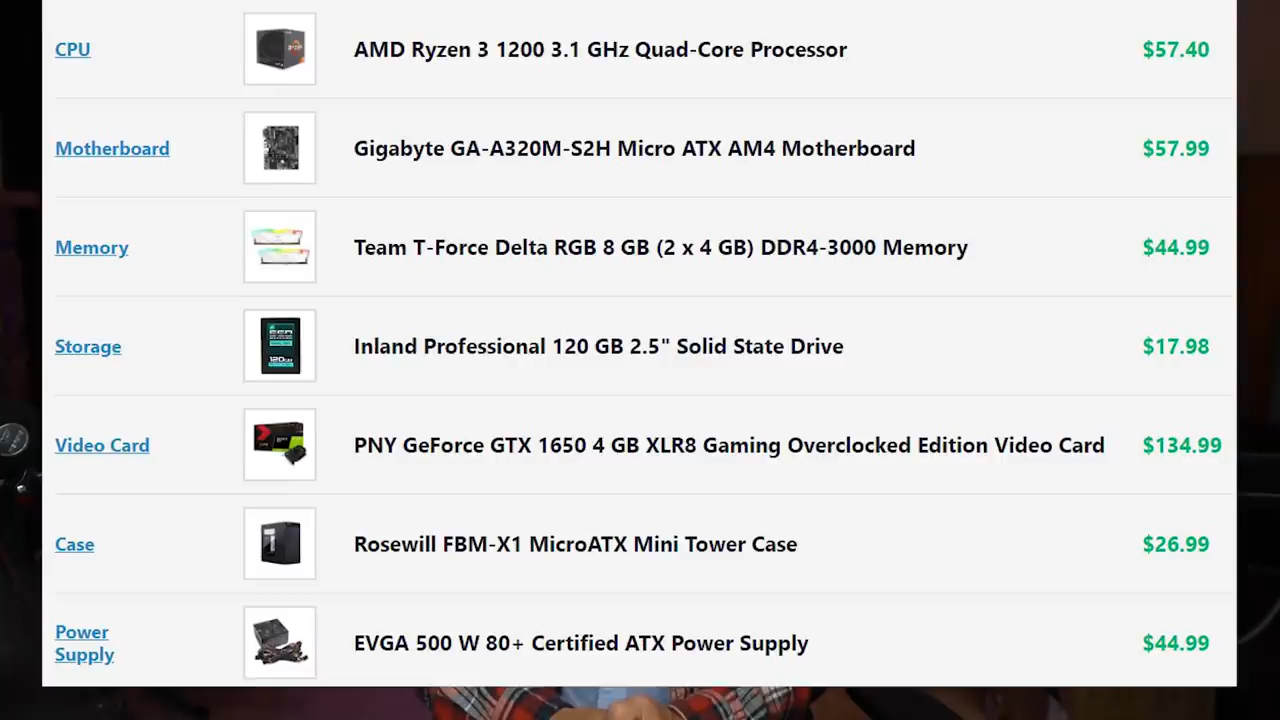 CPU AMD Ryzen 3 1200 3.1 GHz Quad-Core Processor $57.40
Motherboard Gigabyte GA-A320M-S2H Micro ATX AM4 Motherboard $57.99
Memory Team T-Force Delta RGB 8 GB (2 x 4 GB) DDR4-3000 Memory $44.99
Storage Inland Professional 120 GB 2.5" Solid State Drive $17.98
Video Card PNY GeForce GTX 1650 4 GB XLR8 Gaming Overclocked Edition Video Card $134.99
Case Rosewill FBM-X1 MicroATX Mini Tower Case $26.99
Power
Supply EVGA 500 W 80+ Certified ATX Power Supply $44.99